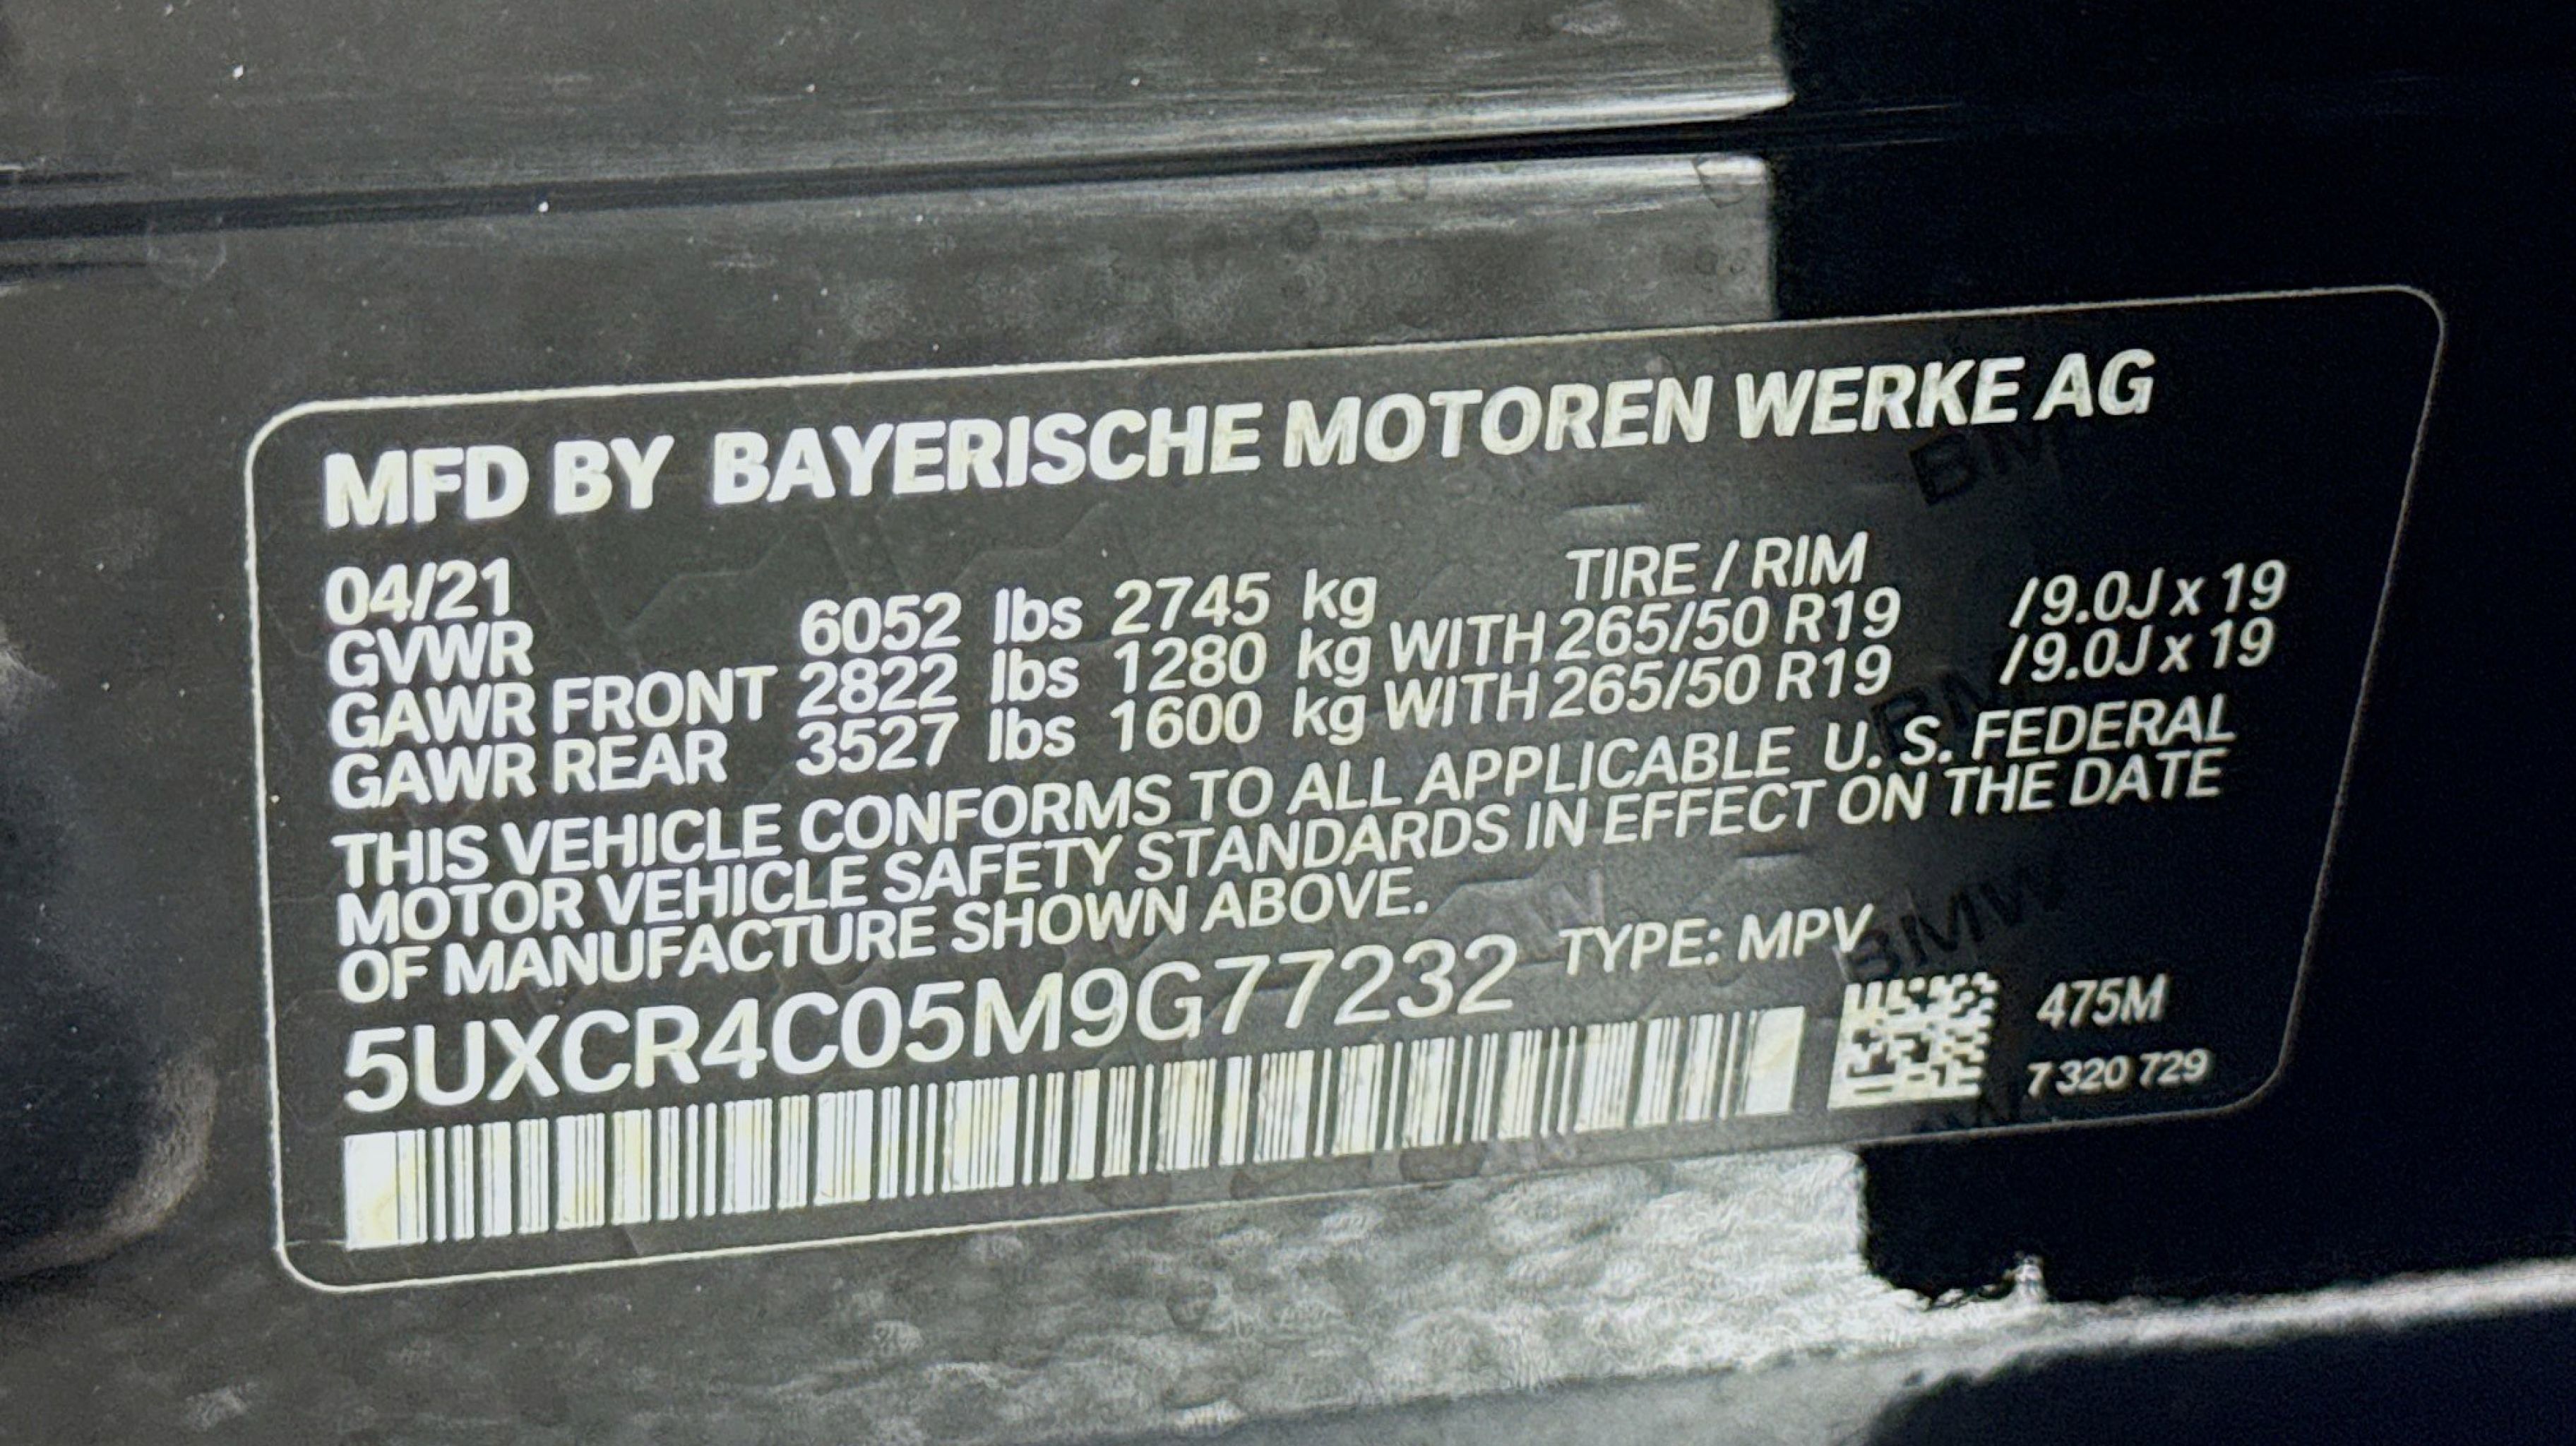 MFD BY BAYERISCHE MOTOREN WERKE AG
04/21 TIRE / RIM
GVWR 6052 lbs 2745 kg
GAWR FRONT 2822 lbs 1280 kg WITH 265/50 R19 /9.0J x 19
GAWR REAR 3527 lbs 1600 kg WITH 265/50 R19 /9.0J x 19
THIS VEHICLE CONFORMS TO ALL APPLICABLE U. S. FEDERAL
MOTOR VEHICLE SAFETY STANDARDS IN EFFECT ON THE DATE
OF MANUFACTURE SHOWN ABOVE.
5UXCR4C05M9G77232 TYPE: MPV
475M
7 320 729
BMW